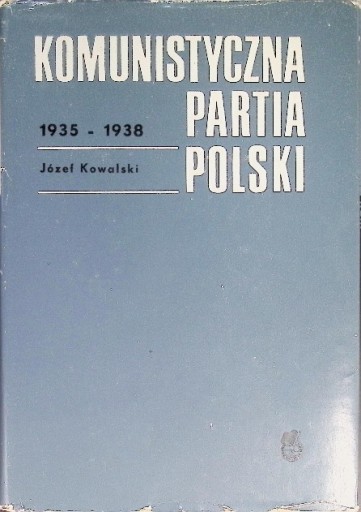 KOMUNISTYCZNA
PARTIA
1935 - 1938
Józef Kowalski
POLSKI